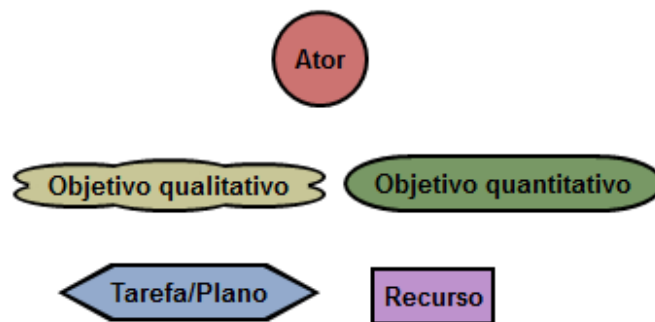 Ator
Objetivo qualitativo
Objetivo quantitativo
Tarefa/Plano
Recurso